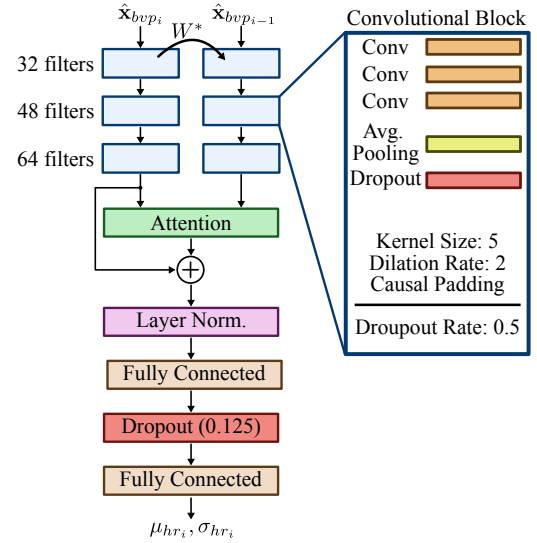 x̂_{bvp_i} W* x̂_{bvp_{i−1}}
32 filters
48 filters
64 filters
Attention
+
Layer Norm.
Fully Connected
Dropout (0.125)
Fully Connected
μ_{hr_i}, σ_{hr_i}
Convolutional Block
Conv
Conv
Conv
Avg.
Pooling
Dropout
Kernel Size: 5
Dilation Rate: 2
Causal Padding
Droupout Rate: 0.5